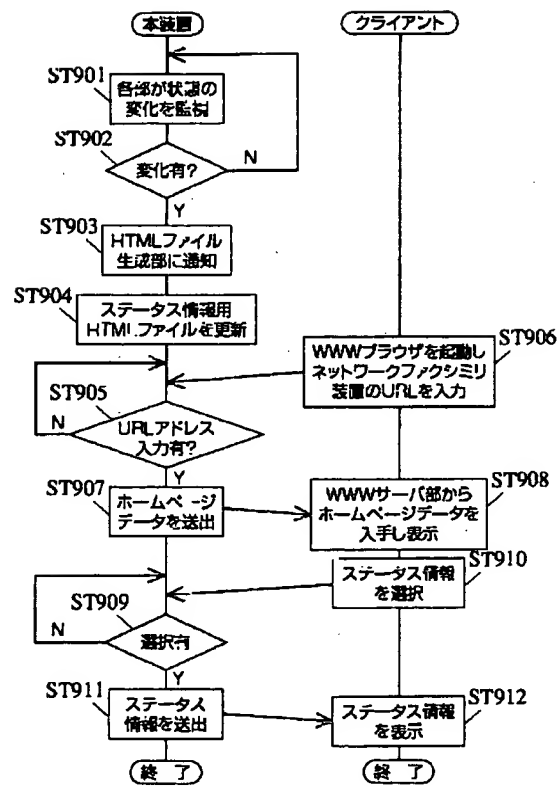 本装置
クライアント
ST901
各部が状態の
変化を監視
ST902
変化有?
N
Y
ST903
HTMLファイル
生成部に通知
ST904
ステータス情報用
HTMLファイルを更新
ST906
WWWブラウザを起動し
ネットワークファクシミリ
装置のURLを入力
ST905
URLアドレス
入力有?
N
Y
ST907
ホームページ
データを送出
ST908
WWWサーバ部から
ホームページデータを
入手し表示
ST910
ステータス情報
を選択
ST909
選択有
N
Y
ST911
ステータス
情報を送出
ST912
ステータス情報
を表示
終了
終了